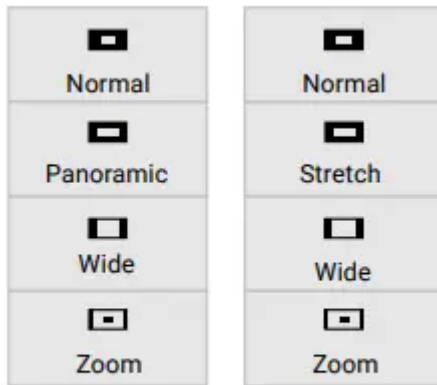 Normal
Panoramic
Wide
Zoom
Normal
Stretch
Wide
Zoom